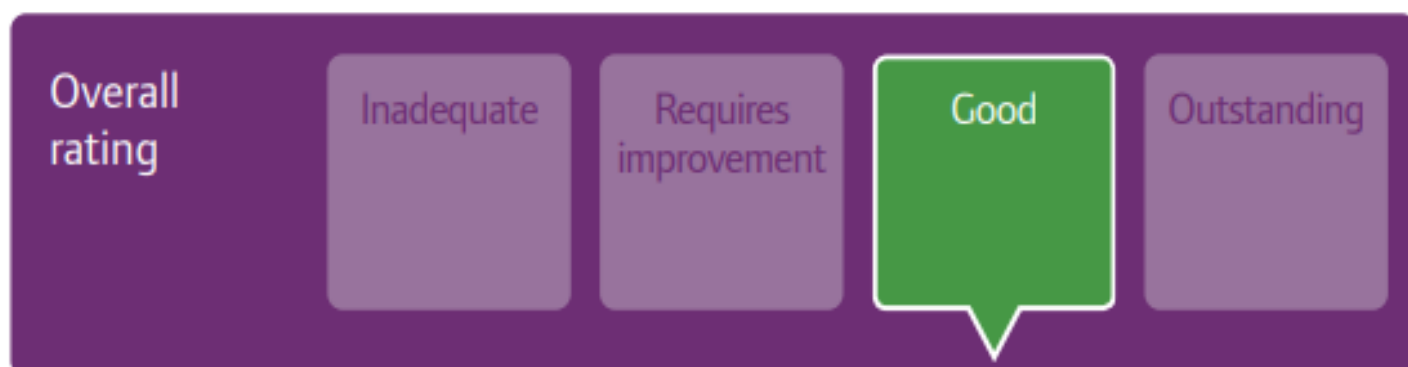 Overall
rating
Inadequate
Requires
improvement
Good
Outstanding